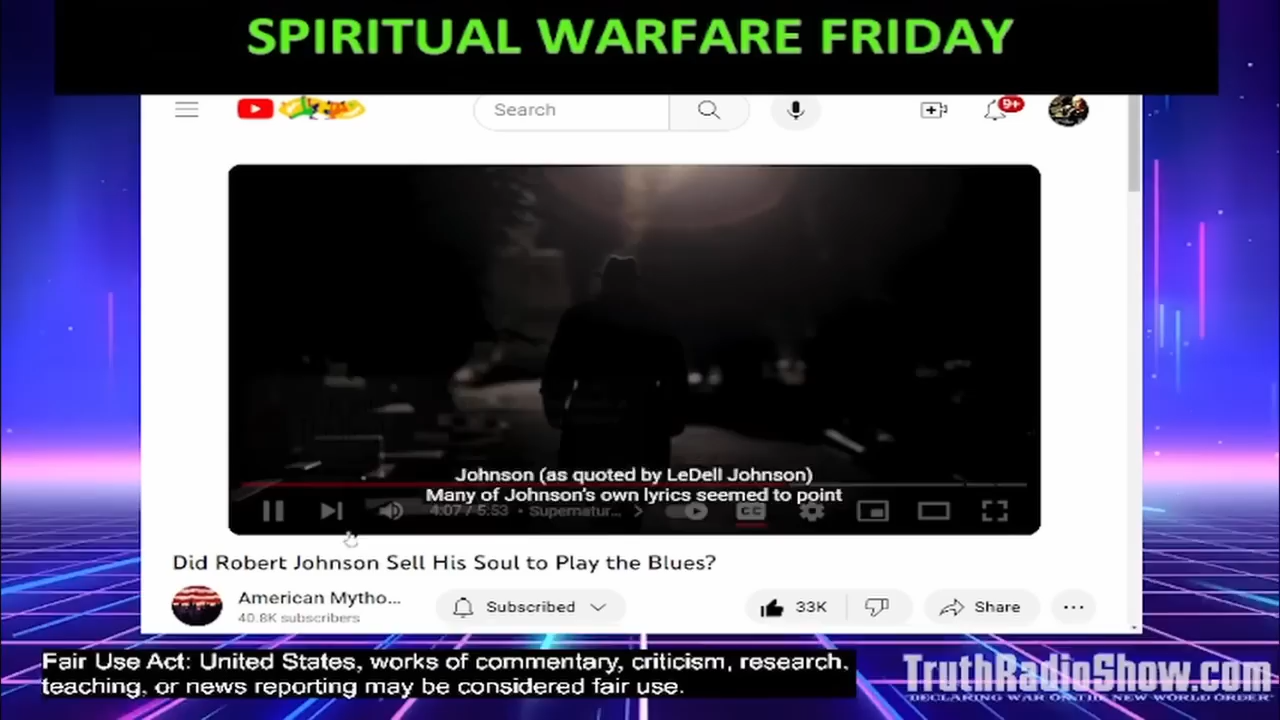 SPIRITUAL WARFARE FRIDAY
Search
9+
Johnson (as quoted by LeDell Johnson)
Many of Johnson's own lyrics seemed to point
4:07 / 5:53 • Supernatur... >
CC
Did Robert Johnson Sell His Soul to Play the Blues?
American Mytho...
40.8K subscribers
Subscribed
33K
Share
Fair Use Act: United States, works of commentary, criticism, research,
teaching, or news reporting may be considered fair use.
TruthRadioShow.com
"DECLARING WAR ON THE NEW WORLD ORDER"